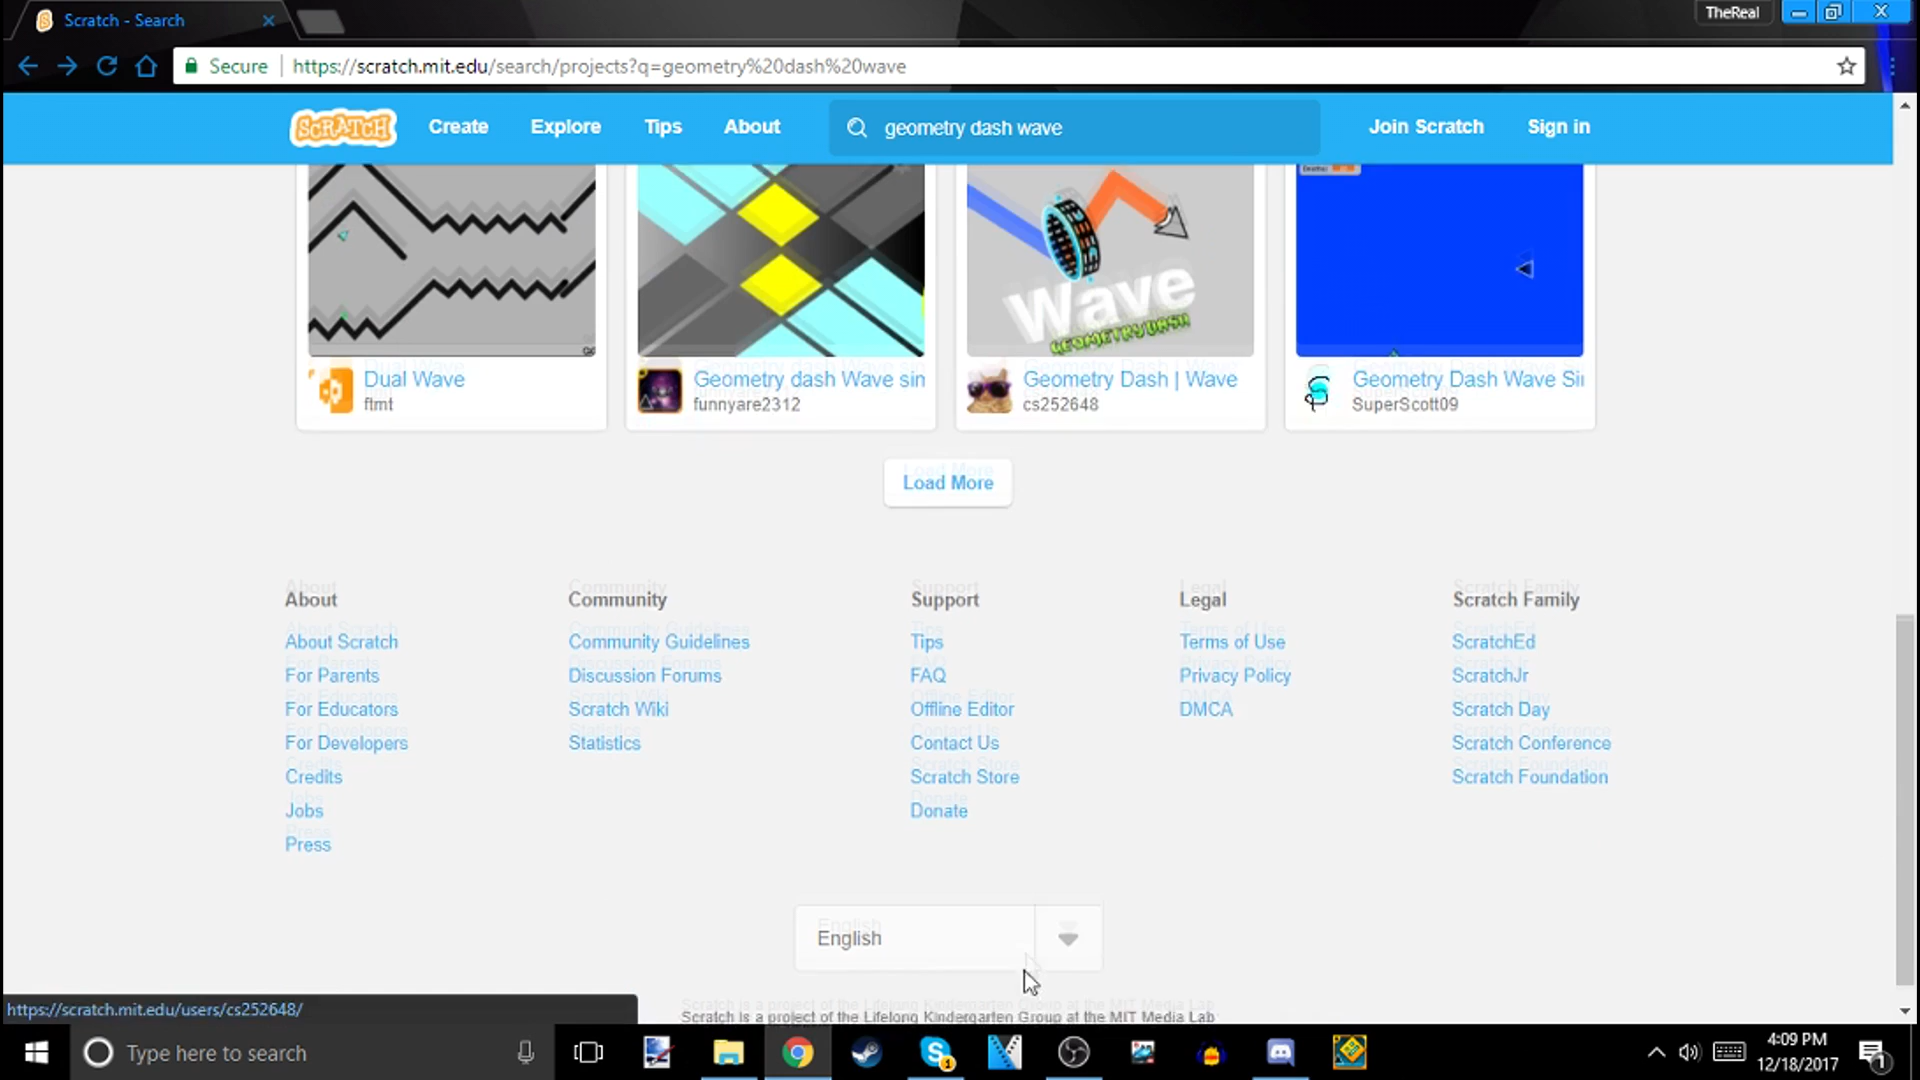 Scratch - Search
TheReal
Secure | https://scratch.mit.edu/search/projects?q=geometry%20dash%20wave
SCRATCH
Create
Explore
Tips
About
geometry dash wave
Join Scratch
Sign in
Wave
GEOMETRY DASH
Dual Wave
ftmt
Geometry dash Wave sin
funnyare2312
Geometry Dash | Wave
cs252648
Geometry Dash Wave Si
SuperScott09
Load More
About
About Scratch
For Parents
For Educators
For Developers
Credits
Jobs
Press
Community
Community Guidelines
Discussion Forums
Scratch Wiki
Statistics
Support
Tips
FAQ
Offline Editor
Contact Us
Scratch Store
Donate
Legal
Terms of Use
Privacy Policy
DMCA
Scratch Family
ScratchEd
ScratchJr
Scratch Day
Scratch Conference
Scratch Foundation
English
https://scratch.mit.edu/users/cs252648/
Scratch is a project of the Lifelong Kindergarten Group at the MIT Media Lab
Type here to search
4:09 PM
12/18/2017